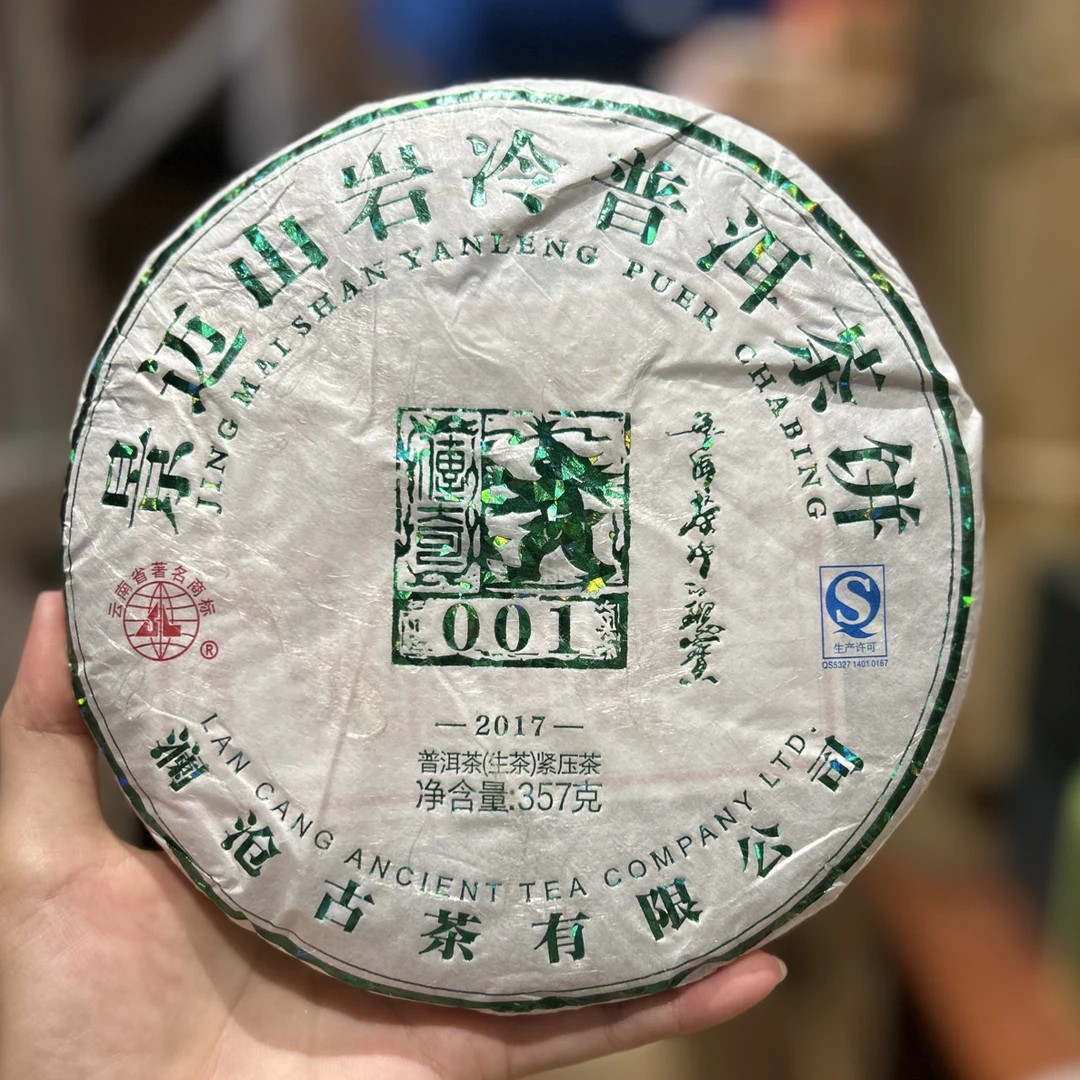 景迈山岩冷普洱茶饼
JING MAI SHAN YANLENG PUER CHABING
傳奇
001
云南省著名商标
®
生产许可
QS5327 1401 0167
— 2017 —
普洱茶(生茶)紧压茶
净含量:357克
LAN CANG ANCIENT TEA COMPANY LTD.
澜沧古茶有限公司